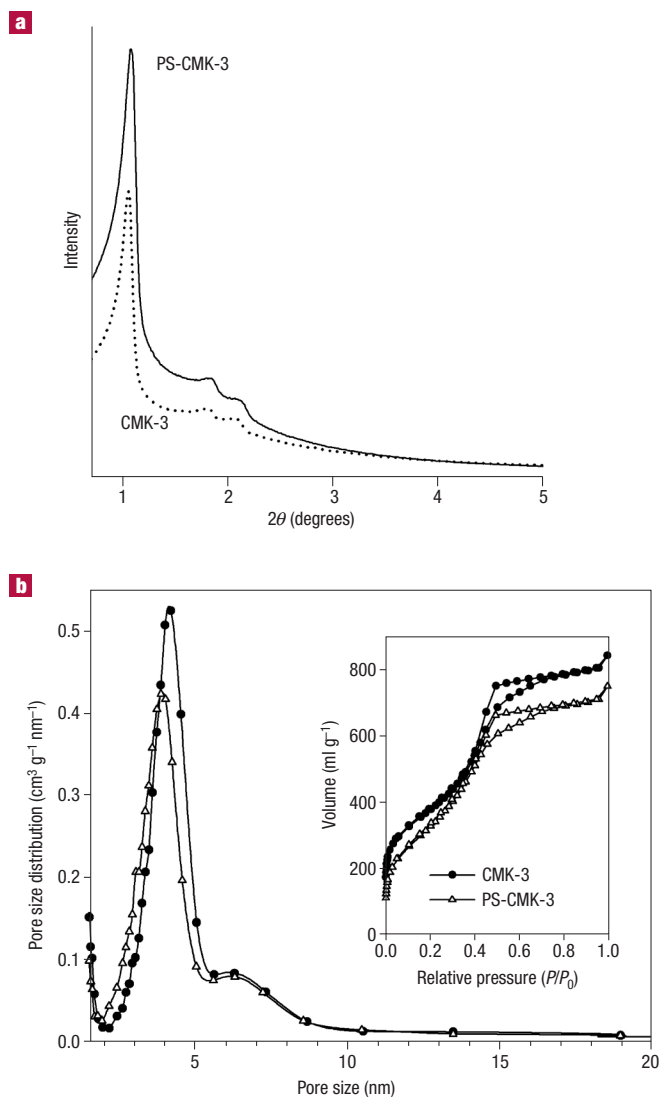 a
PS-CMK-3
CMK-3
Intensity
1 2 3 4 5
2θ (degrees)
b
Pore size distribution (cm³ g⁻¹ nm⁻¹)
0.5
0.4
0.3
0.2
0.1
0.0
5 10 15 20
Pore size (nm)
Volume (ml g⁻¹)
800
600
400
200
0
CMK-3
PS-CMK-3
0.0 0.2 0.4 0.6 0.8 1.0
Relative pressure (P/P₀)